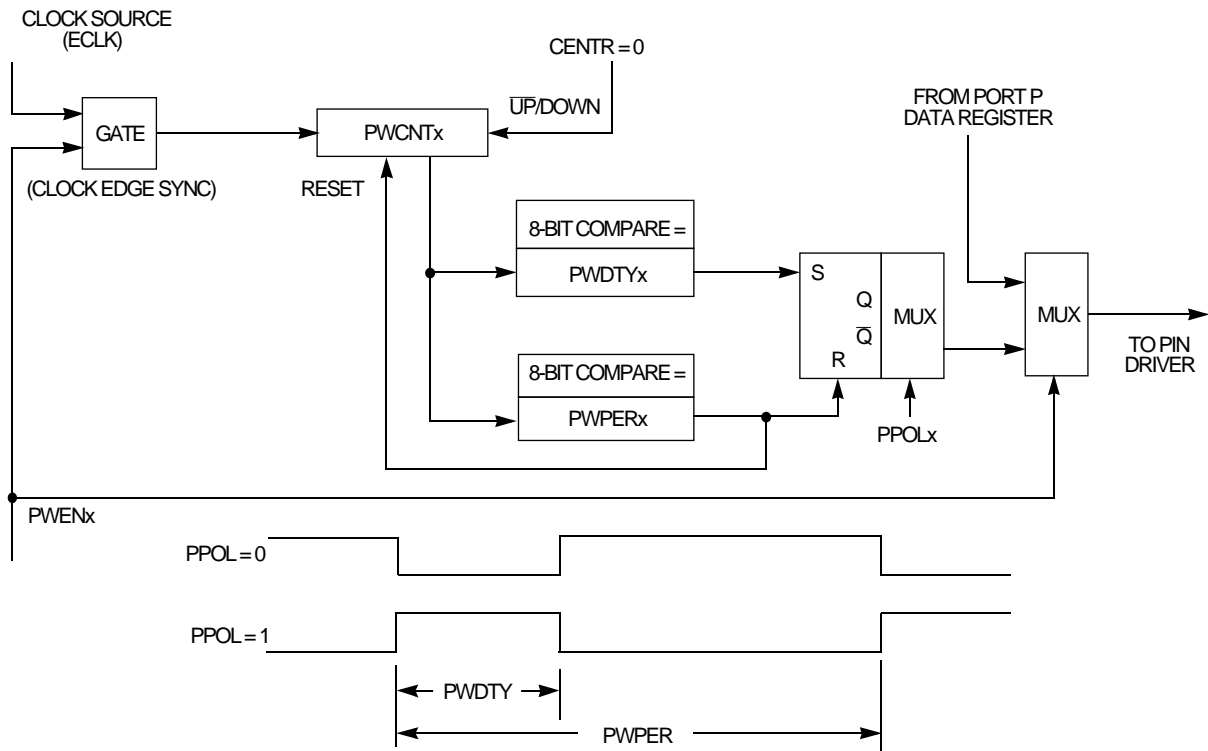 CLOCK SOURCE
(ECLK)
CENTR = 0
U̅P̅/DOWN
FROM PORT P
DATA REGISTER
GATE
PWCNTx
(CLOCK EDGE SYNC)
RESET
8-BIT COMPARE =
PWDTYx
S
Q
Q̅
R
MUX
MUX
TO PIN
DRIVER
8-BIT COMPARE =
PWPERx
PPOLx
PWENx
PPOL = 0
PPOL = 1
PWDTY
PWPER